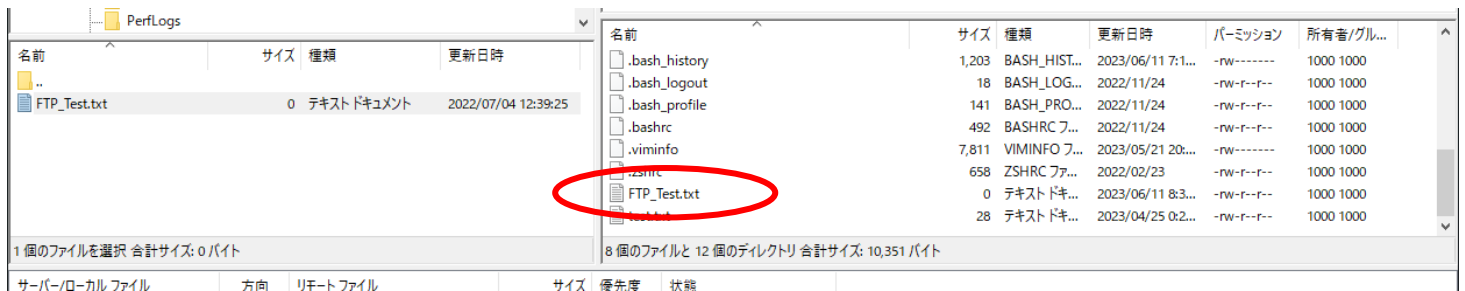 PerfLogs
名前 サイズ 種類 更新日時
..
FTP_Test.txt 0 テキスト ドキュメント 2022/07/04 12:39:25
1 個のファイルを選択 合計サイズ: 0 バイト
名前 サイズ 種類 更新日時 パーミッション 所有者/グル...
.bash_history 1,203 BASH_HIST... 2023/06/11 7:1... -rw------- 1000 1000
.bash_logout 18 BASH_LOG... 2022/11/24 -rw-r--r-- 1000 1000
.bash_profile 141 BASH_PRO... 2022/11/24 -rw-r--r-- 1000 1000
.bashrc 492 BASHRC フ... 2022/11/24 -rw-r--r-- 1000 1000
.viminfo 7,811 VIMINFO フ... 2023/05/21 20:... -rw------- 1000 1000
.zshrc 658 ZSHRC ファ... 2022/02/23 -rw-r--r-- 1000 1000
FTP_Test.txt 0 テキスト ドキ... 2023/06/11 8:3... -rw-r--r-- 1000 1000
test.txt 28 テキスト ドキ... 2023/04/25 0:2... -rw-r--r-- 1000 1000
8 個のファイルと 12 個のディレクトリ 合計サイズ: 10,351 バイト
サーバー/ローカル ファイル 方向 リモート ファイル サイズ 優先度 状態